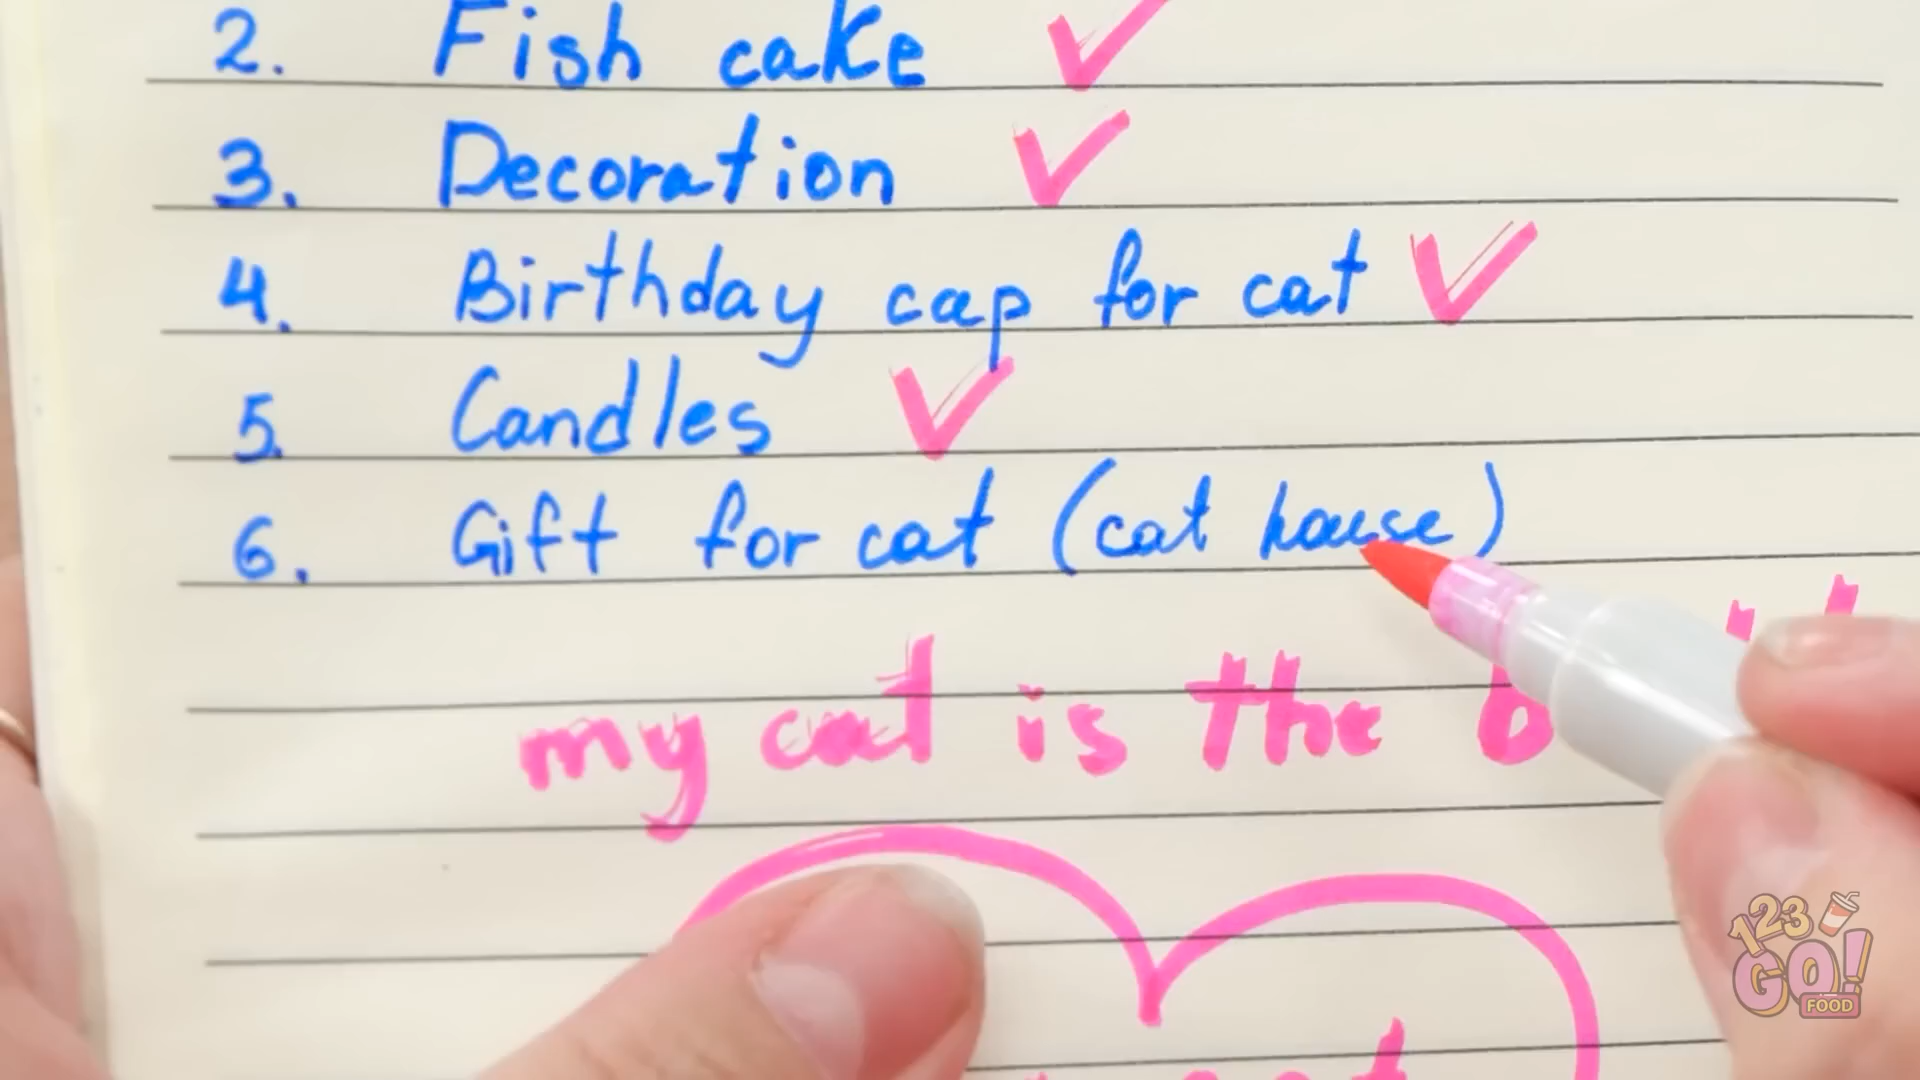 2. Fish cake
3. Decoration
4. Birthday cap for cat
5. Candles
6. Gift for cat (cat house)
my cat is the
123 GO! FOOD